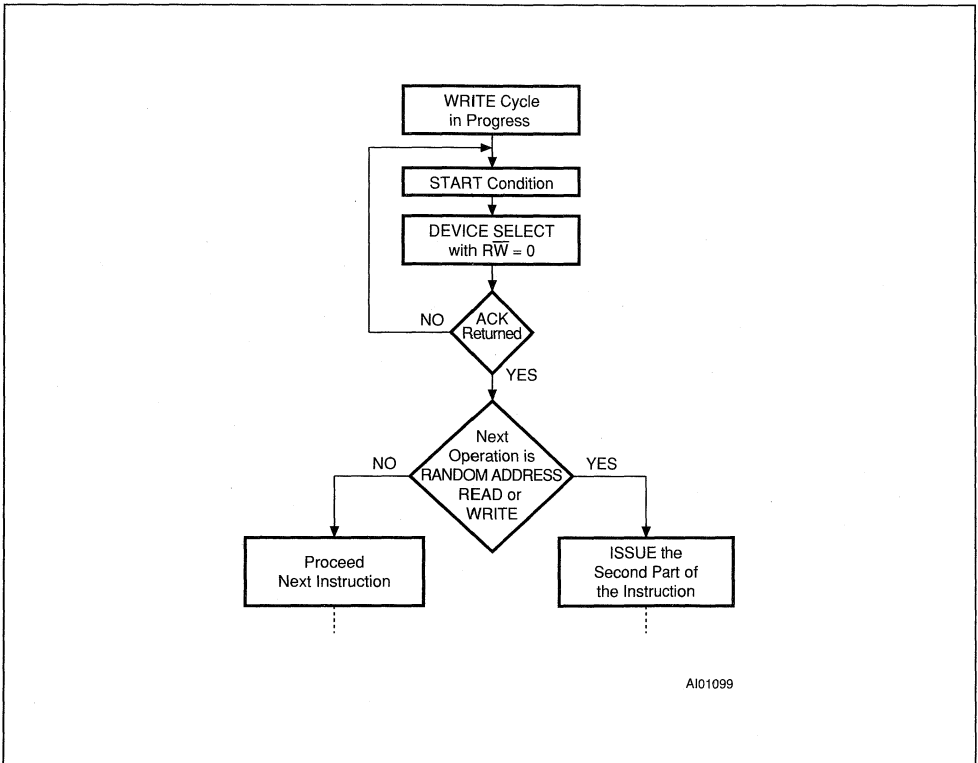 WRITE Cycle
in Progress
START Condition
DEVICE SELECT
with RW̅ = 0
NO
ACK
Returned
YES
Next
Operation is
RANDOM ADDRESS
READ or
WRITE
NO
YES
Proceed
Next Instruction
ISSUE the
Second Part of
the Instruction
AI01099